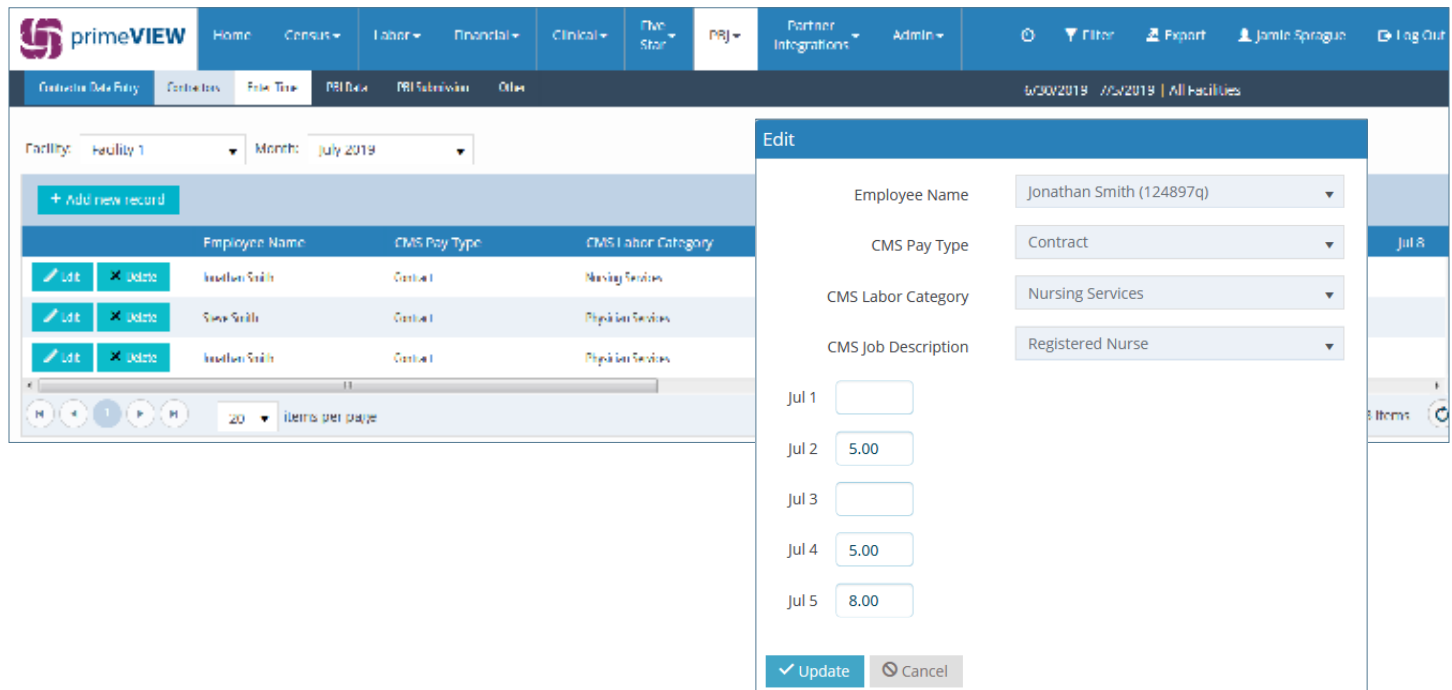 primeVIEW Home Census Labor Financial Clinical Five Star PBJ Partner Integrations Admin Filter Export Jamie Sprague Log Out
Contractor Data Entry Contractors Enter Time PBJ Data PBJ Submission Other 6/30/2019 7/5/2019 | All Facilities
Facility: Facility 1 Month: July 2019
+ Add new record
Employee Name CMS Pay Type CMS Labor Category Jul 8
Edit Delete Jonathan Smith Contract Nursing Services
Edit Delete Steve Smith Contract Physician Services
Edit Delete Jonathan Smith Contract Physician Services
1 20 items per page 3 items
Edit
Employee Name Jonathan Smith (124897q)
CMS Pay Type Contract
CMS Labor Category Nursing Services
CMS Job Description Registered Nurse
Jul 1
Jul 2 5.00
Jul 3
Jul 4 5.00
Jul 5 8.00
Update Cancel